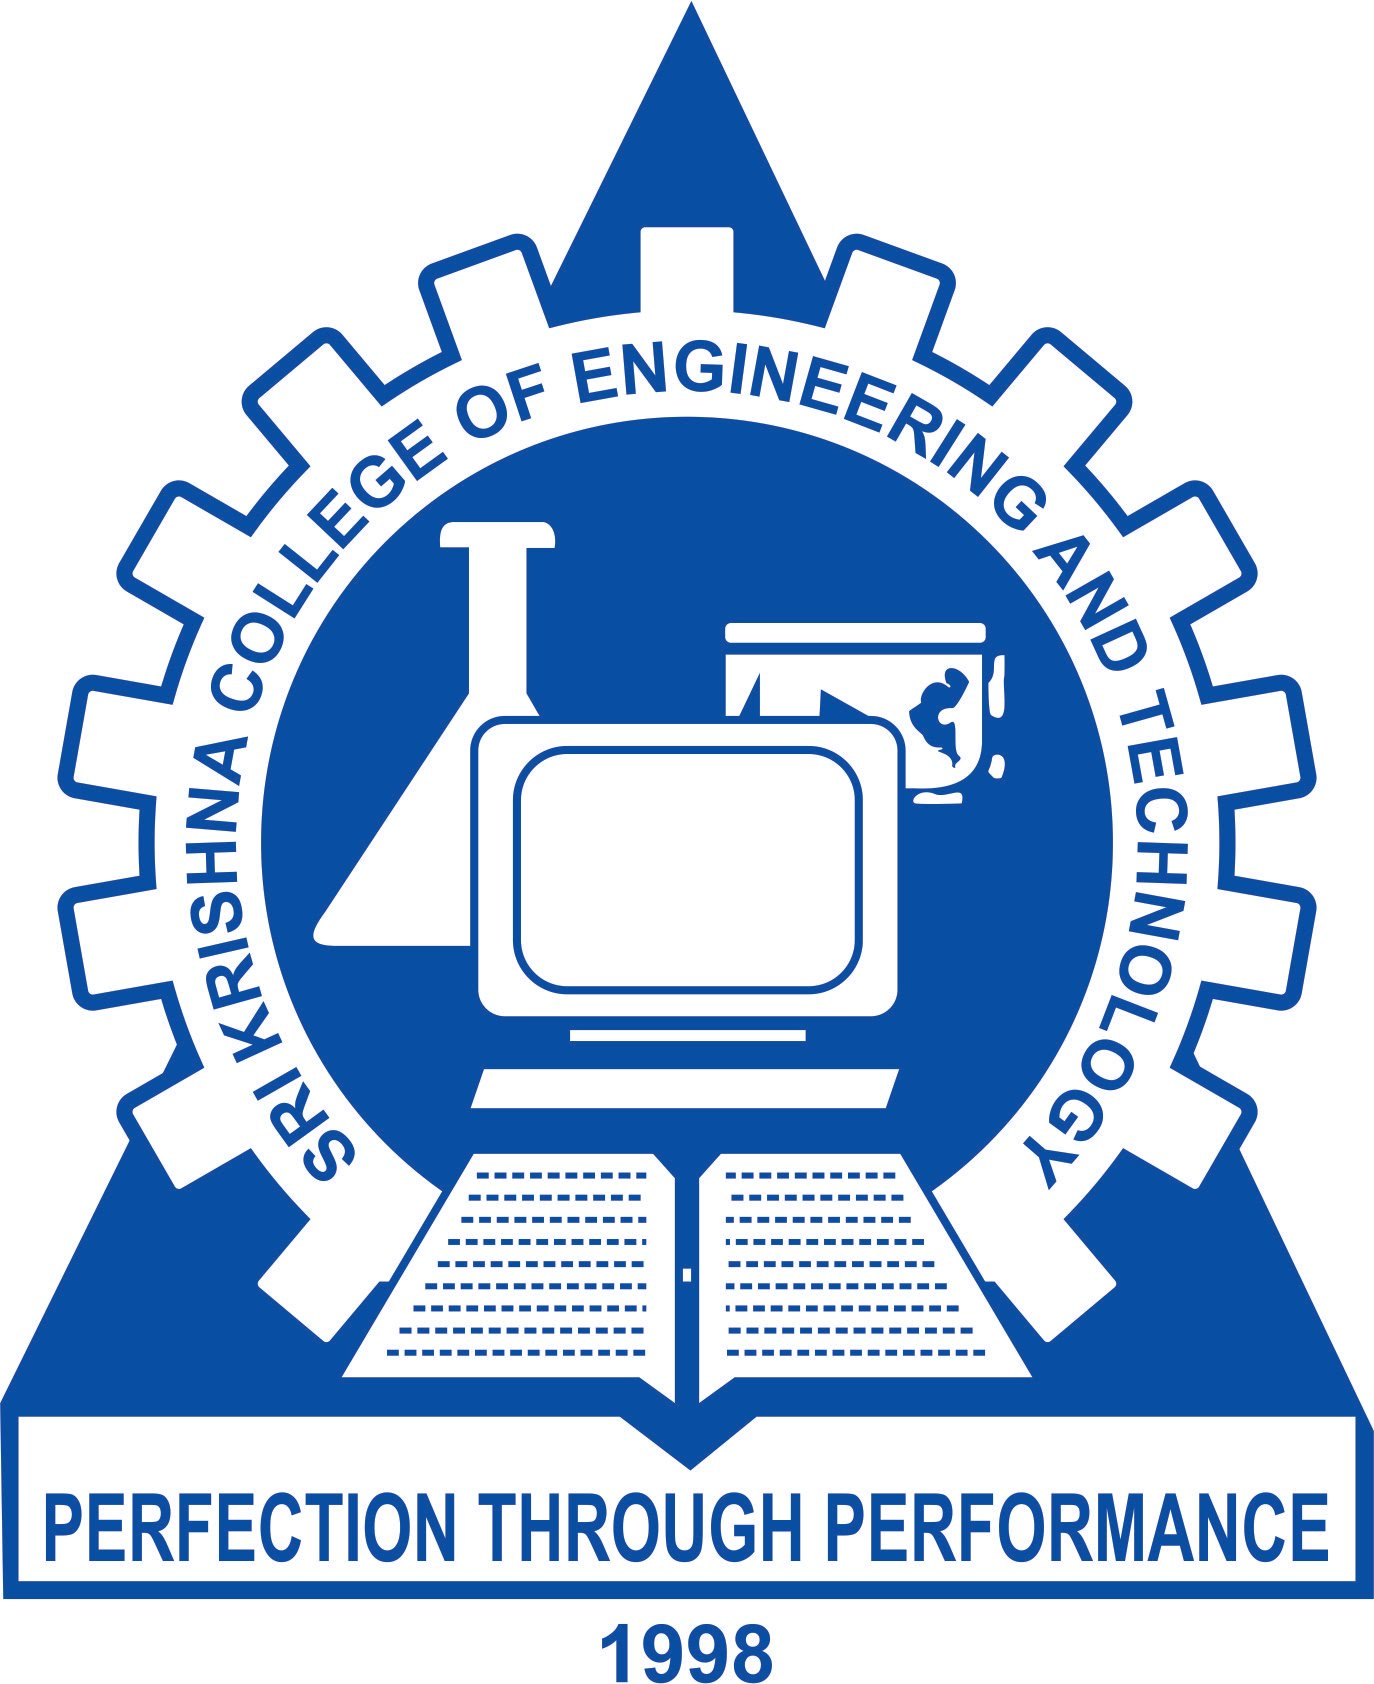 SRI KRISHNA COLLEGE OF ENGINEERING AND TECHNOLOGY
PERFECTION THROUGH PERFORMANCE
1998